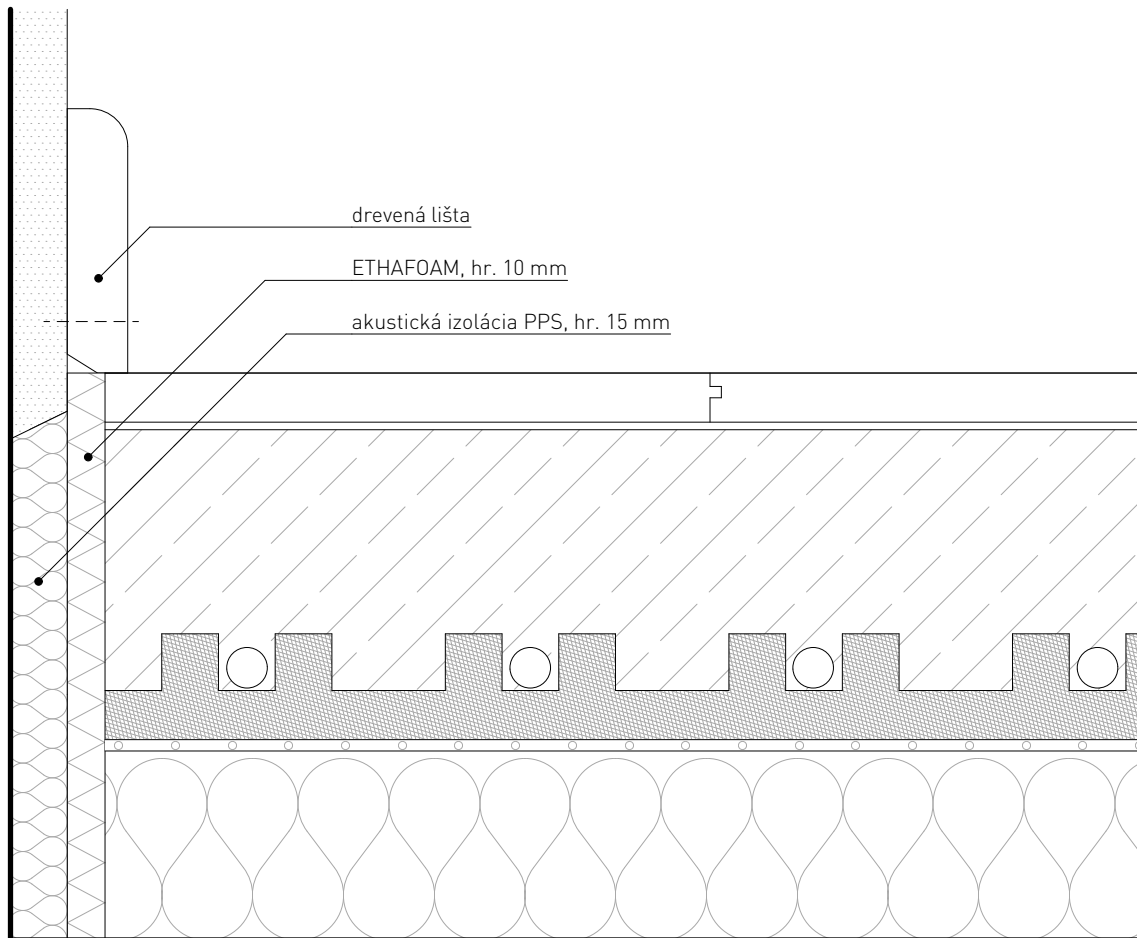 drevená lišta
ETHAFOAM, hr. 10 mm
akustická izolácia PPS, hr. 15 mm